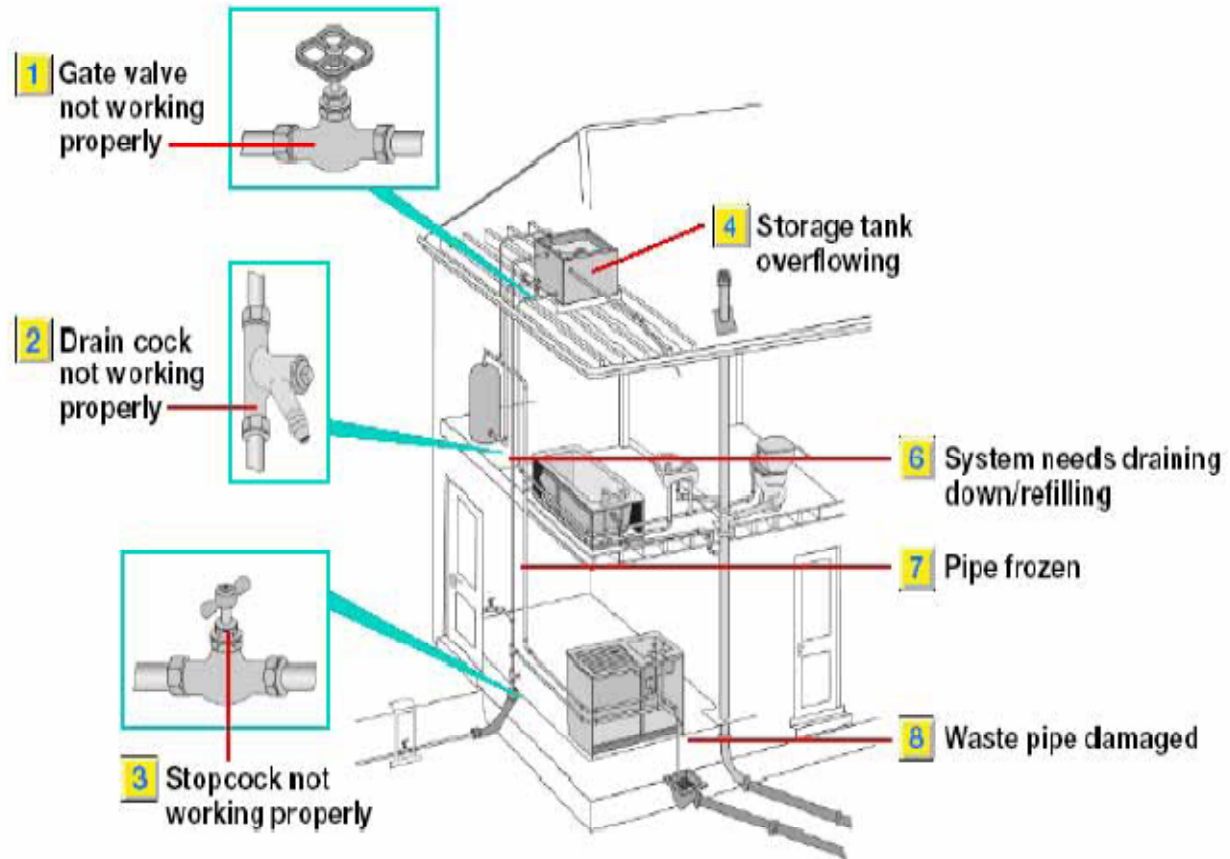 1 Gate valve
not working
properly
4 Storage tank
overflowing
2 Drain cock
not working
properly
6 System needs draining
down/refilling
7 Pipe frozen
3 Stopcock not
working properly
8 Waste pipe damaged